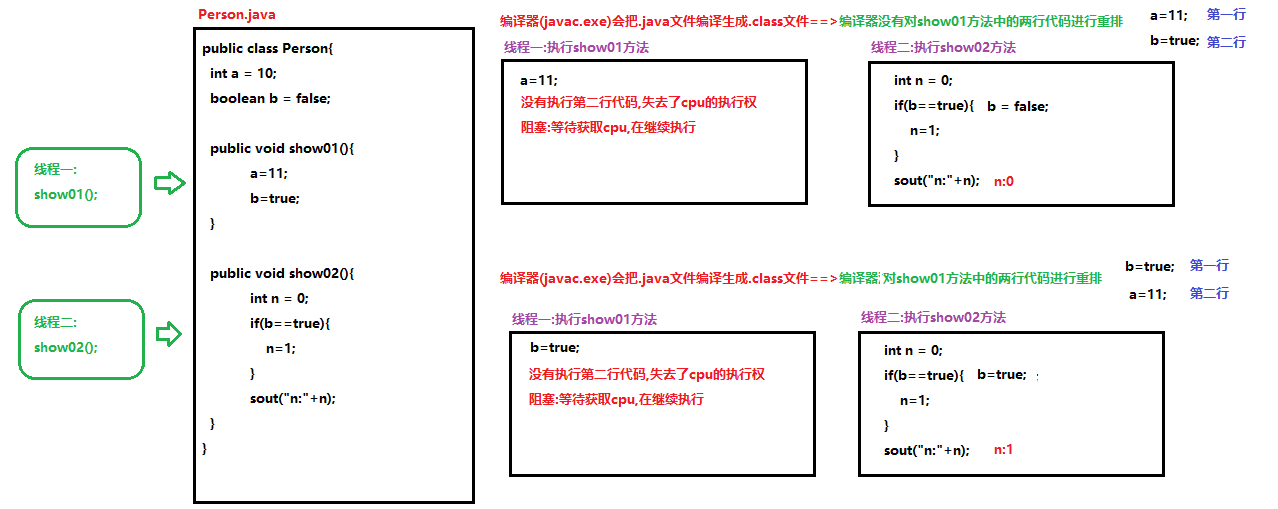 Person.java
public class Person{
int a = 10;
boolean b = false;
public void show01(){
a=11;
b=true;
}
public void show02(){
int n = 0;
if(b==true){
n=1;
}
sout("n:"+n);
}
}
线程一:
show01();
线程二:
show02();
编译器(javac.exe)会把.java文件编译生成.class文件==>编译器没有对show01方法中的两行代码进行重排
a=11; 第一行
b=true; 第二行
线程一:执行show01方法
a=11;
没有执行第二行代码,失去了cpu的执行权
阻塞:等待获取cpu,在继续执行
线程二:执行show02方法
int n = 0;
if(b==true){ b = false;
n=1;
}
sout("n:"+n); n:0
编译器(javac.exe)会把.java文件编译生成.class文件==>编译器对show01方法中的两行代码进行重排
b=true; 第一行
a=11; 第二行
线程一:执行show01方法
b=true;
没有执行第二行代码,失去了cpu的执行权
阻塞:等待获取cpu,在继续执行
线程二:执行show02方法
int n = 0;
if(b==true){ b=true; ;
n=1;
}
sout("n:"+n); n:1